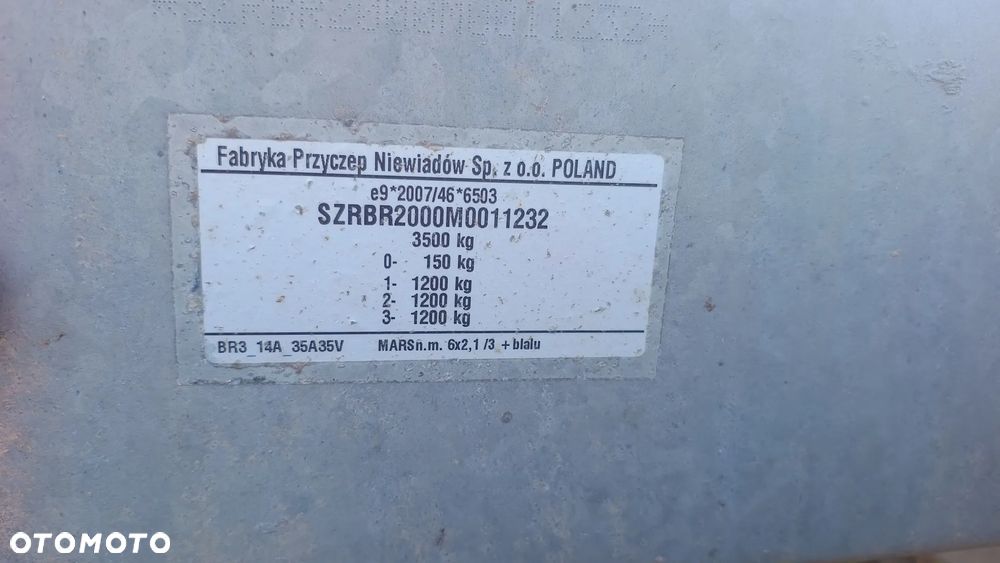 Fabryka Przyczep Niewiadów Sp. z o.o. POLAND
e9*2007/46*6503
SZRBR2000M0011232
3500 kg
0- 150 kg
1- 1200 kg
2- 1200 kg
3- 1200 kg
BR3_14A_35A35V MARSn.m. 6x2,1 /3 + blalu
OTOMOTO